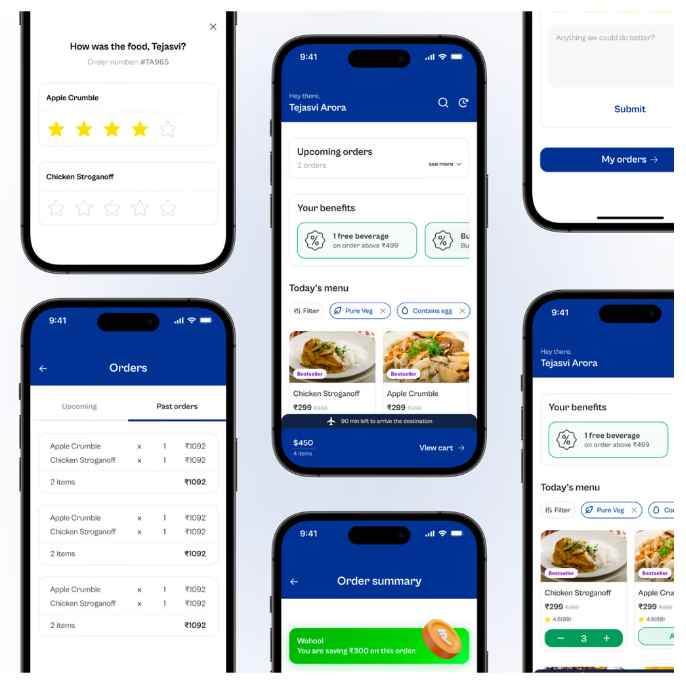 How was the food, Tejasvi?
Order number: #TA965
Apple Crumble
Chicken Stroganoff
9:41
Orders
Upcoming
Past orders
Apple Crumble x 1 ₹1092
Chicken Stroganoff x 1 ₹1092
2 items ₹1092
Apple Crumble x 1 ₹1092
Chicken Stroganoff x 1 ₹1092
2 items ₹1092
Apple Crumble x 1 ₹1092
Chicken Stroganoff x 1 ₹1092
2 items ₹1092
9:41
Hey there,
Tejasvi Arora
Upcoming orders
2 orders
see more
Your benefits
1 free beverage
on order above ₹499
Bu
Bu
Today's menu
Filter
Pure Veg
Contains egg
Bestseller
Bestseller
Chicken Stroganoff
Apple Crumble
₹299 ₹350
₹299 ₹350
90 min left to arrive the destination
$450
4 items
View cart →
9:41
Order summary
Wohoo!
You are saving ₹300 on this order.
Anything we could do better?
Submit
My orders →
9:41
Hey there,
Tejasvi Arora
Your benefits
1 free beverage
on order above ₹499
Today's menu
Filter
Pure Veg
Co
Bestseller
Bestseller
Chicken Stroganoff
Apple Cru
₹299 ₹350
₹299 ₹350
− 3 +
A